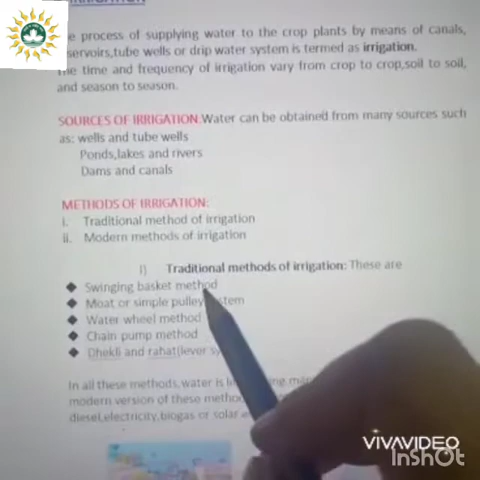 IRRIGATION
e process of supplying water to the crop plants by means of canals,
servoirs,tube wells or drip water system is termed as irrigation.
The time and frequency of irrigation vary from crop to crop,soil to soil,
and season to season.
SOURCES OF IRRIGATION:Water can be obtained from many sources such
as: wells and tube wells
Ponds,lakes and rivers
Dams and canals
METHODS OF IRRIGATION:
i. Traditional method of irrigation
ii. Modern methods of irrigation
I) Traditional methods of irrigation: These are
◆ Swinging basket method
◆ Moat or simple pulley system
◆ Water wheel method
◆ Chain pump method
◆ Dhekli and rahat(lever sy
In all these methods,water is
modern version of these
diesel,electricity,biogas or solar
VIVAVIDEO
InShOt